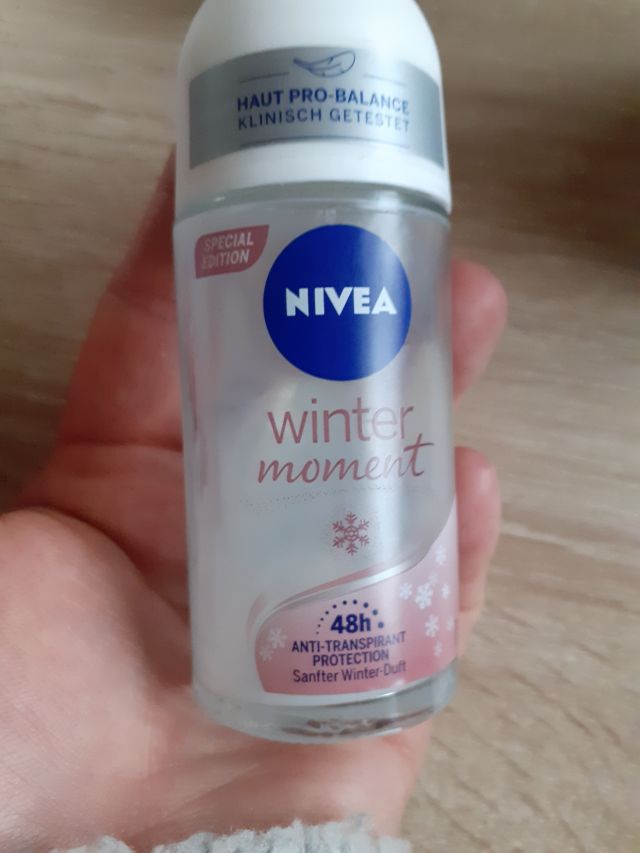 HAUT PRO-BALANCE
KLINISCH GETESTET
SPECIAL
EDITION
NIVEA
winter
moment
48h
ANTI-TRANSPIRANT
PROTECTION
Sanfter Winter-Duft